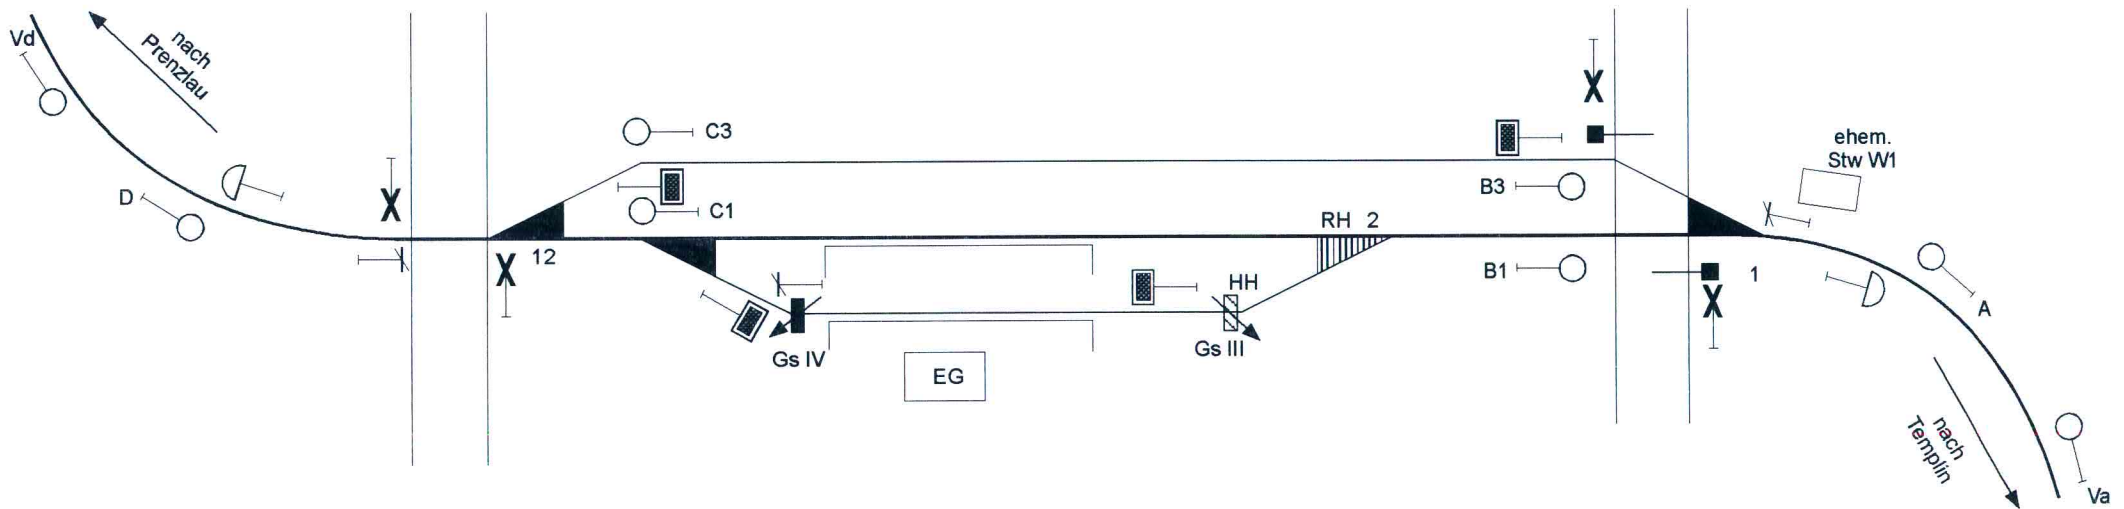 Vd
nach
Prenzlau
D
C3
C1
12
Gs IV
EG
HH
Gs III
RH 2
B3
B1
ehem.
Stw W1
1
A
nach
Templin
Va